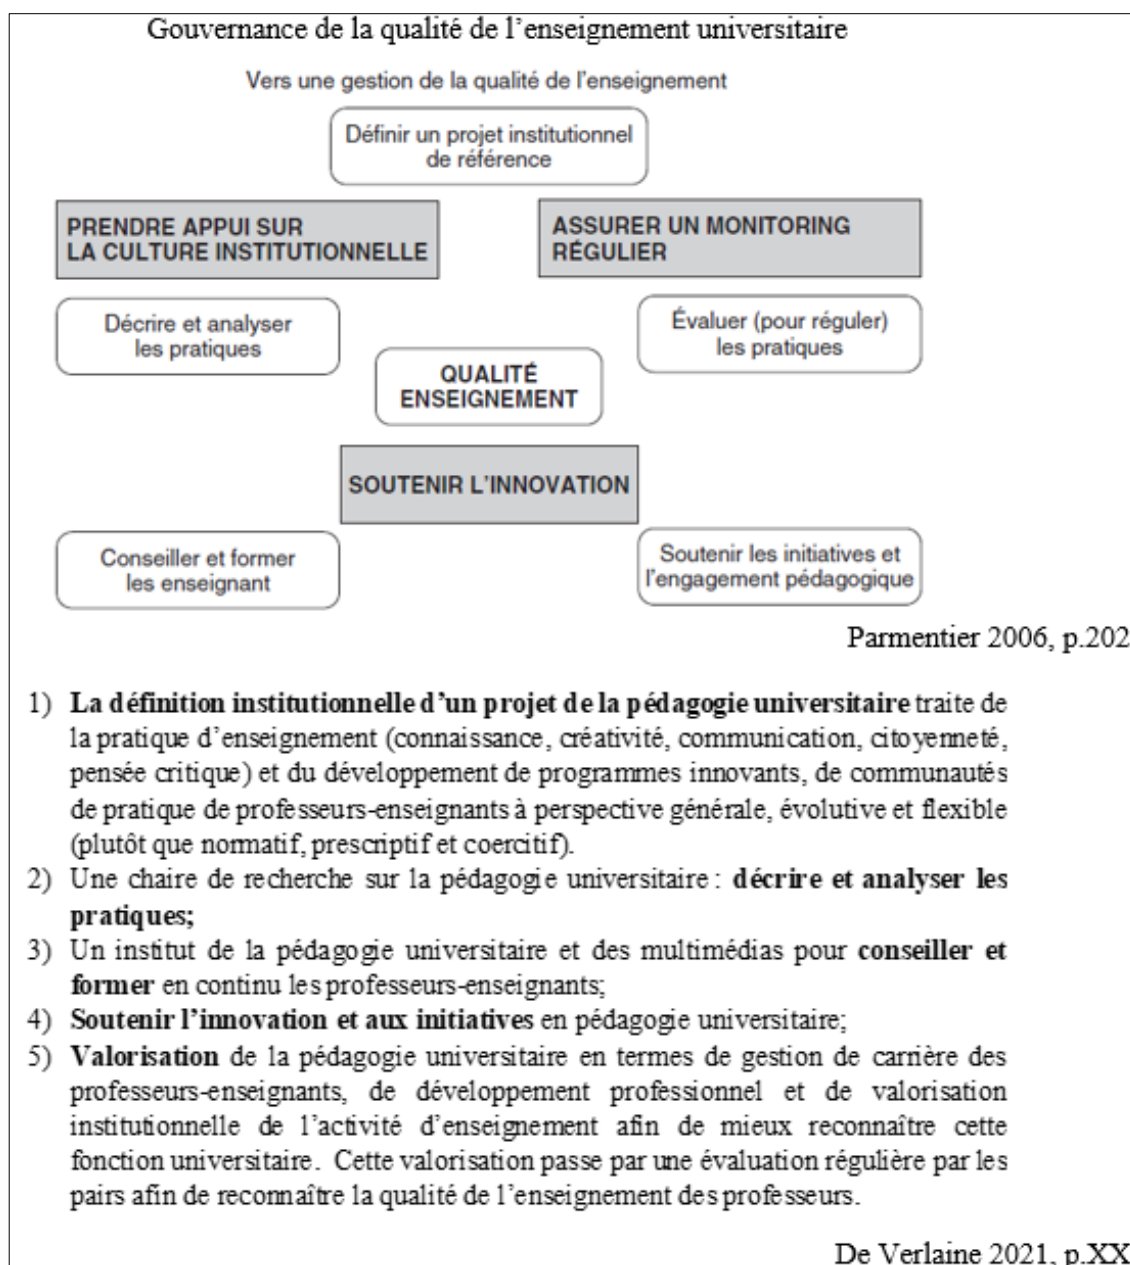 Gouvernance de la qualité de l'enseignement universitaire
Vers une gestion de la qualité de l'enseignement
Définir un projet institutionnel
de référence
PRENDRE APPUI SUR
LA CULTURE INSTITUTIONNELLE
ASSURER UN MONITORING
RÉGULIER
Décrire et analyser
les pratiques
Évaluer (pour réguler)
les pratiques
QUALITÉ
ENSEIGNEMENT
SOUTENIR L'INNOVATION
Conseiller et former
les enseignant
Soutenir les initiatives et
l'engagement pédagogique
Parmentier 2006, p.202
1) La définition institutionnelle d'un projet de la pédagogie universitaire traite de
la pratique d'enseignement (connaissance, créativité, communication, citoyenneté,
pensée critique) et du développement de programmes innovants, de communautés
de pratique de professeurs-enseignants à perspective générale, évolutive et flexible
(plutôt que normatif, prescriptif et coercitif).
2) Une chaire de recherche sur la pédagogie universitaire : décrire et analyser les
pratiques;
3) Un institut de la pédagogie universitaire et des multimédias pour conseiller et
former en continu les professeurs-enseignants;
4) Soutenir l'innovation et aux initiatives en pédagogie universitaire;
5) Valorisation de la pédagogie universitaire en termes de gestion de carrière des
professeurs-enseignants, de développement professionnel et de valorisation
institutionnelle de l'activité d'enseignement afin de mieux reconnaître cette
fonction universitaire. Cette valorisation passe par une évaluation régulière par les
pairs afin de reconnaître la qualité de l'enseignement des professeurs.
De Verlaine 2021, p.XX